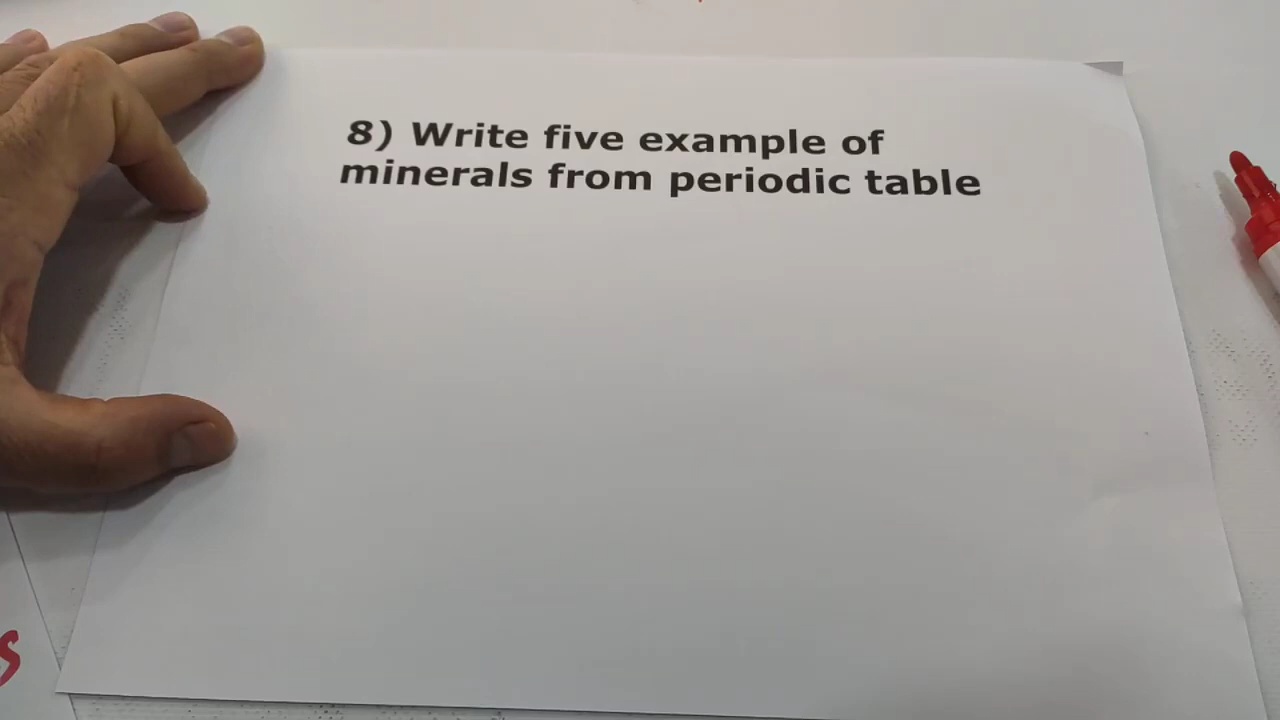 8) Write five example of
minerals from periodic table
s